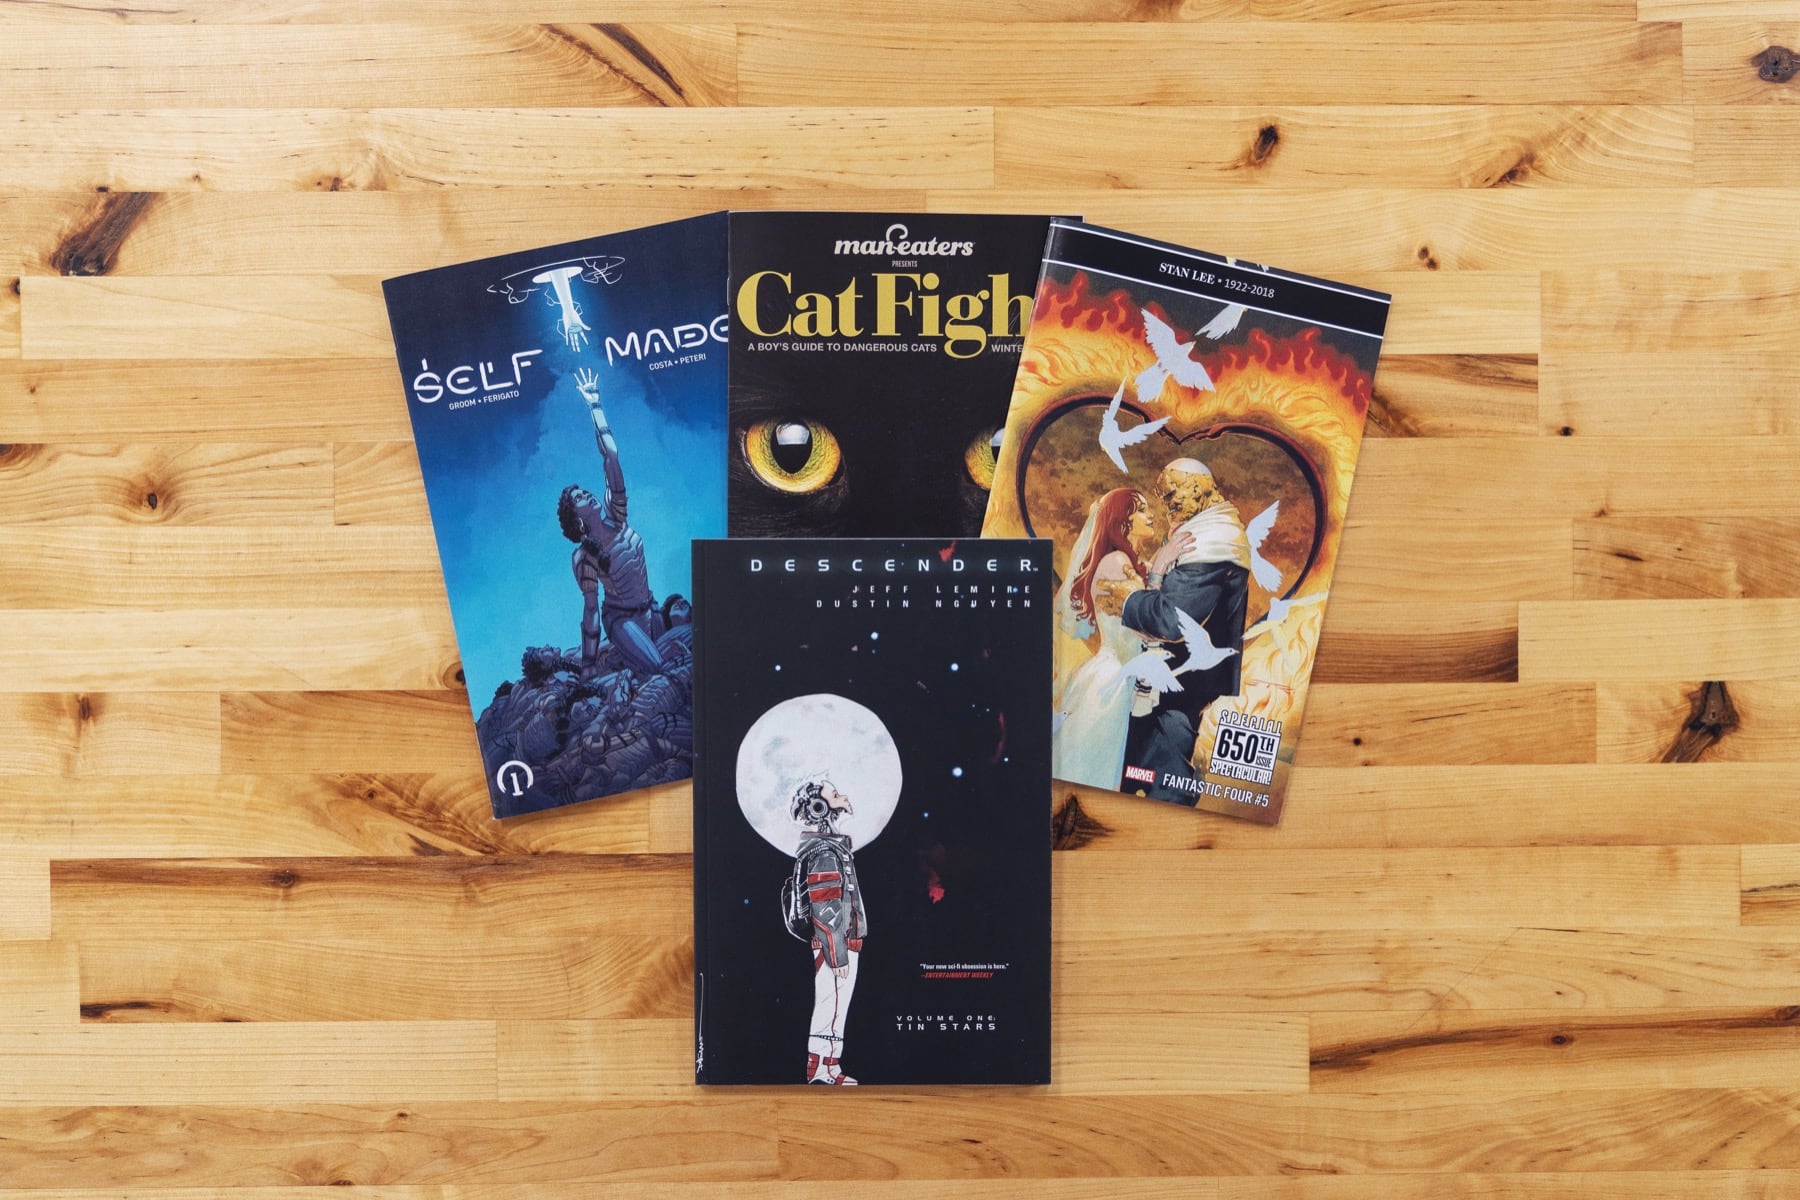 SELF MADE
GROOM • FERIGATO
COSTA • PETERI
1
man-eaters
PRESENTS
Cat Figh
A BOY'S GUIDE TO DANGEROUS CATS
WINTE
STAN LEE • 1922-2018
SPECIAL
650TH
ISSUE
SPECTACULAR!
MARVEL
FANTASTIC FOUR #5
DESCENDER
JEFF LEMIRE
DUSTIN NGUYEN
"Your new sci-fi obsession is here."
—ENTERTAINMENT WEEKLY
VOLUME ONE:
TIN STARS